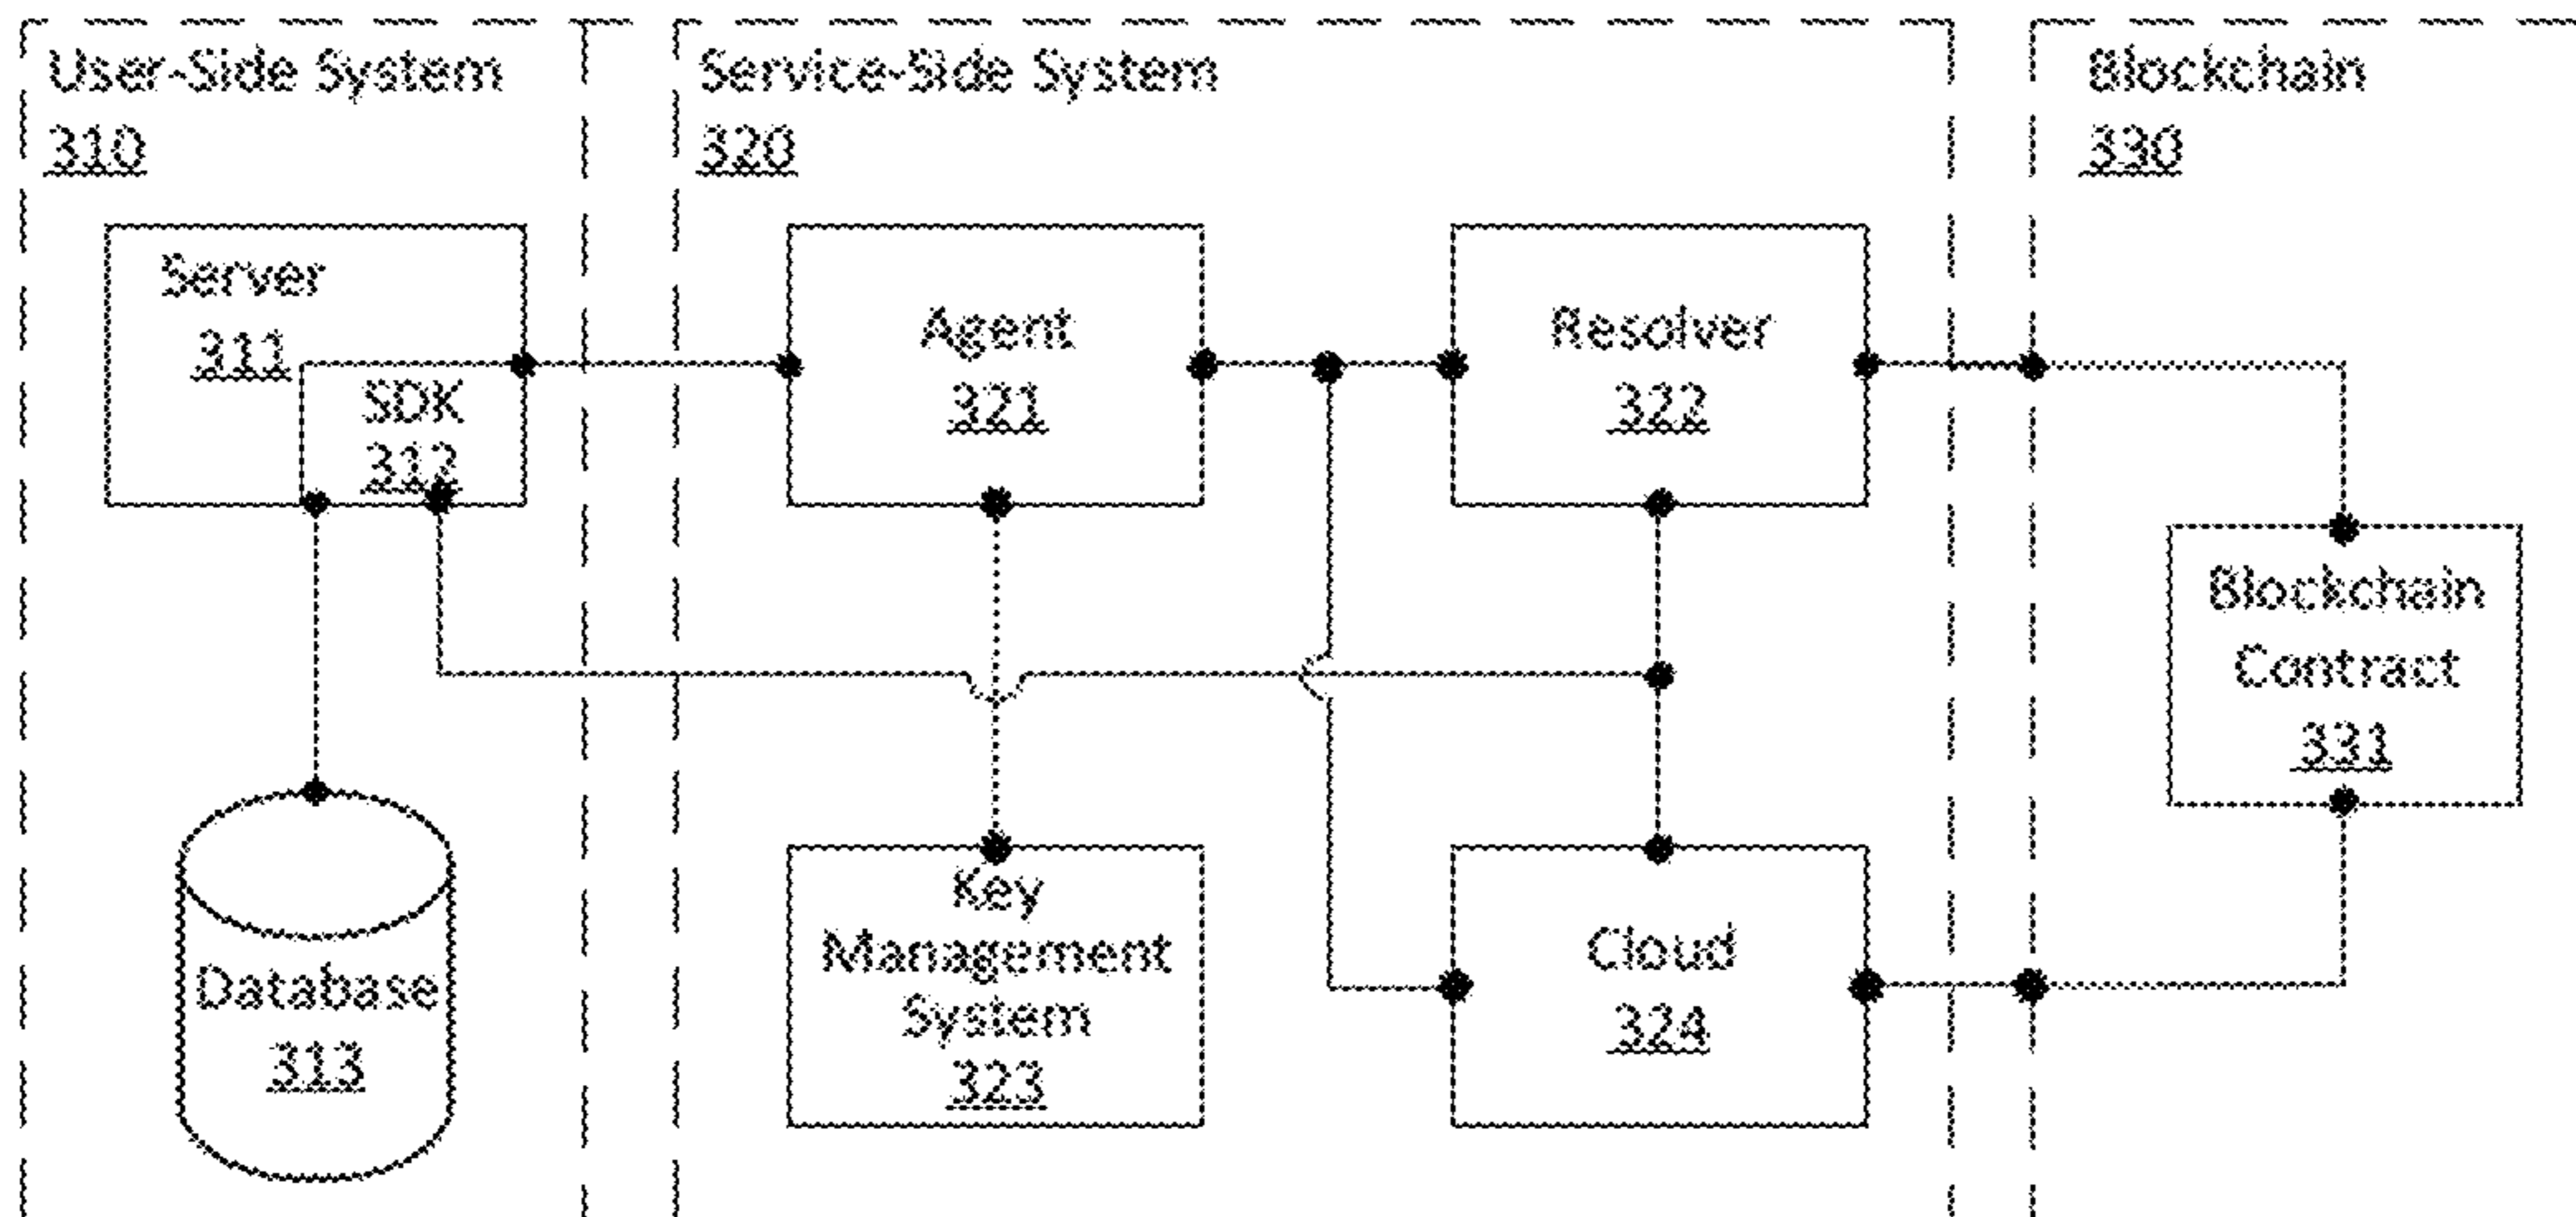 User-Side System
310
Service-Side System
320
Blockchain
330
Server
311
SDK
312
Agent
321
Resolver
322
Blockchain
Contract
331
Database
313
Key
Management
System
323
Cloud
324